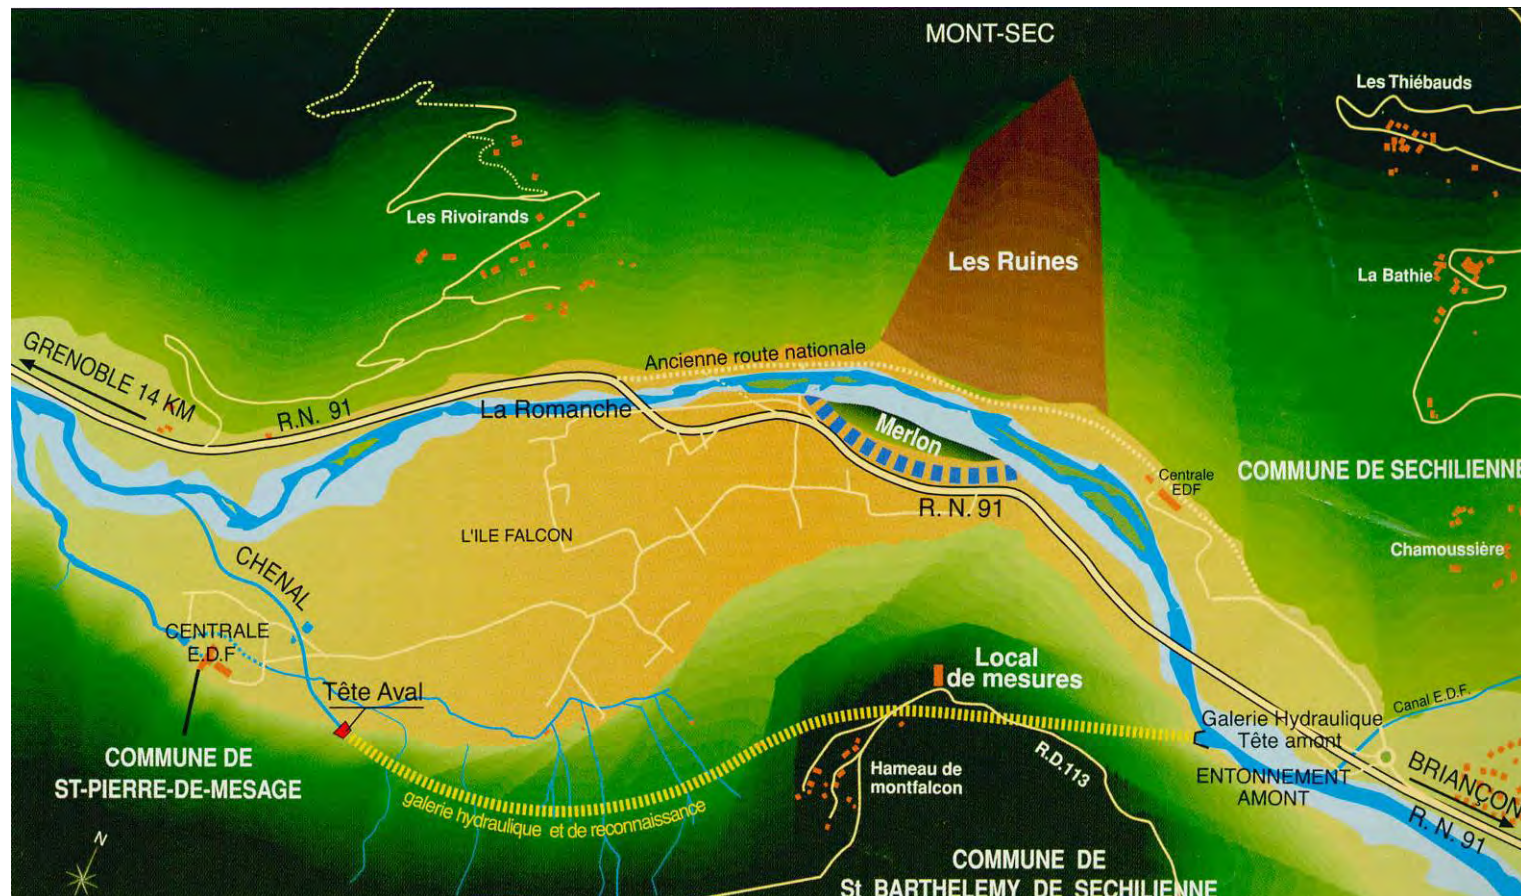 MONT-SEC
Les Thiébauds
Les Rivoirands
Les Ruines
La Bathie
GRENOBLE 14 KM
R.N. 91
Ancienne route nationale
La Romanche
Merlon
Centrale
EDF
COMMUNE DE SECHILIENNE
R. N. 91
L'ILE FALCON
Chamoussière
CHENAL
CENTRALE
E.D.F
Local
de mesures
Tête Aval
Canal E.D.F.
Galerie Hydraulique
Tête amont
COMMUNE DE
ST-PIERRE-DE-MESAGE
R.D.113
Hameau de
montfalcon
ENTONNEMENT
AMONT
BRIANÇON
R. N. 91
galerie hydraulique et de reconnaissance
N
COMMUNE DE
St BARTHELEMY DE SECHILIENNE